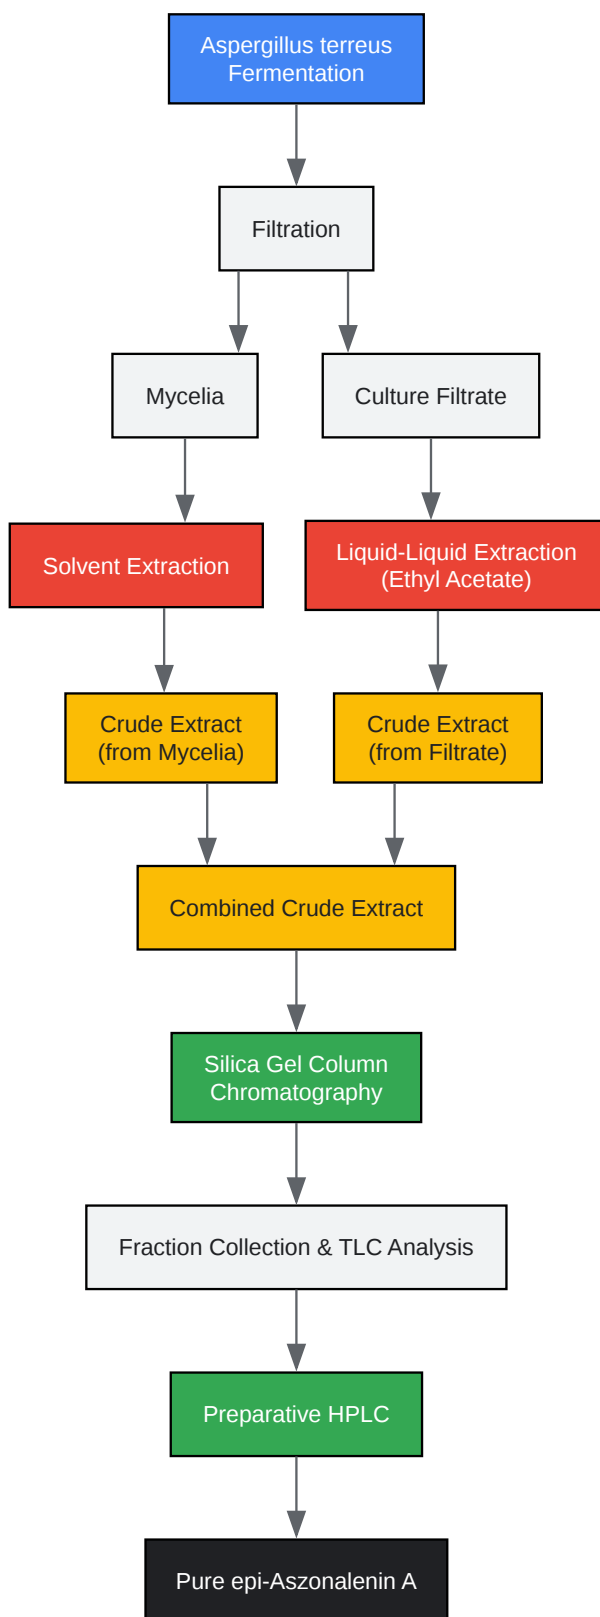 Aspergillus terreus
Fermentation
Filtration
Mycelia
Culture Filtrate
Solvent Extraction
Liquid-Liquid Extraction
(Ethyl Acetate)
Crude Extract
(from Mycelia)
Crude Extract
(from Filtrate)
Combined Crude Extract
Silica Gel Column
Chromatography
Fraction Collection & TLC Analysis
Preparative HPLC
Pure epi-Aszonalenin A